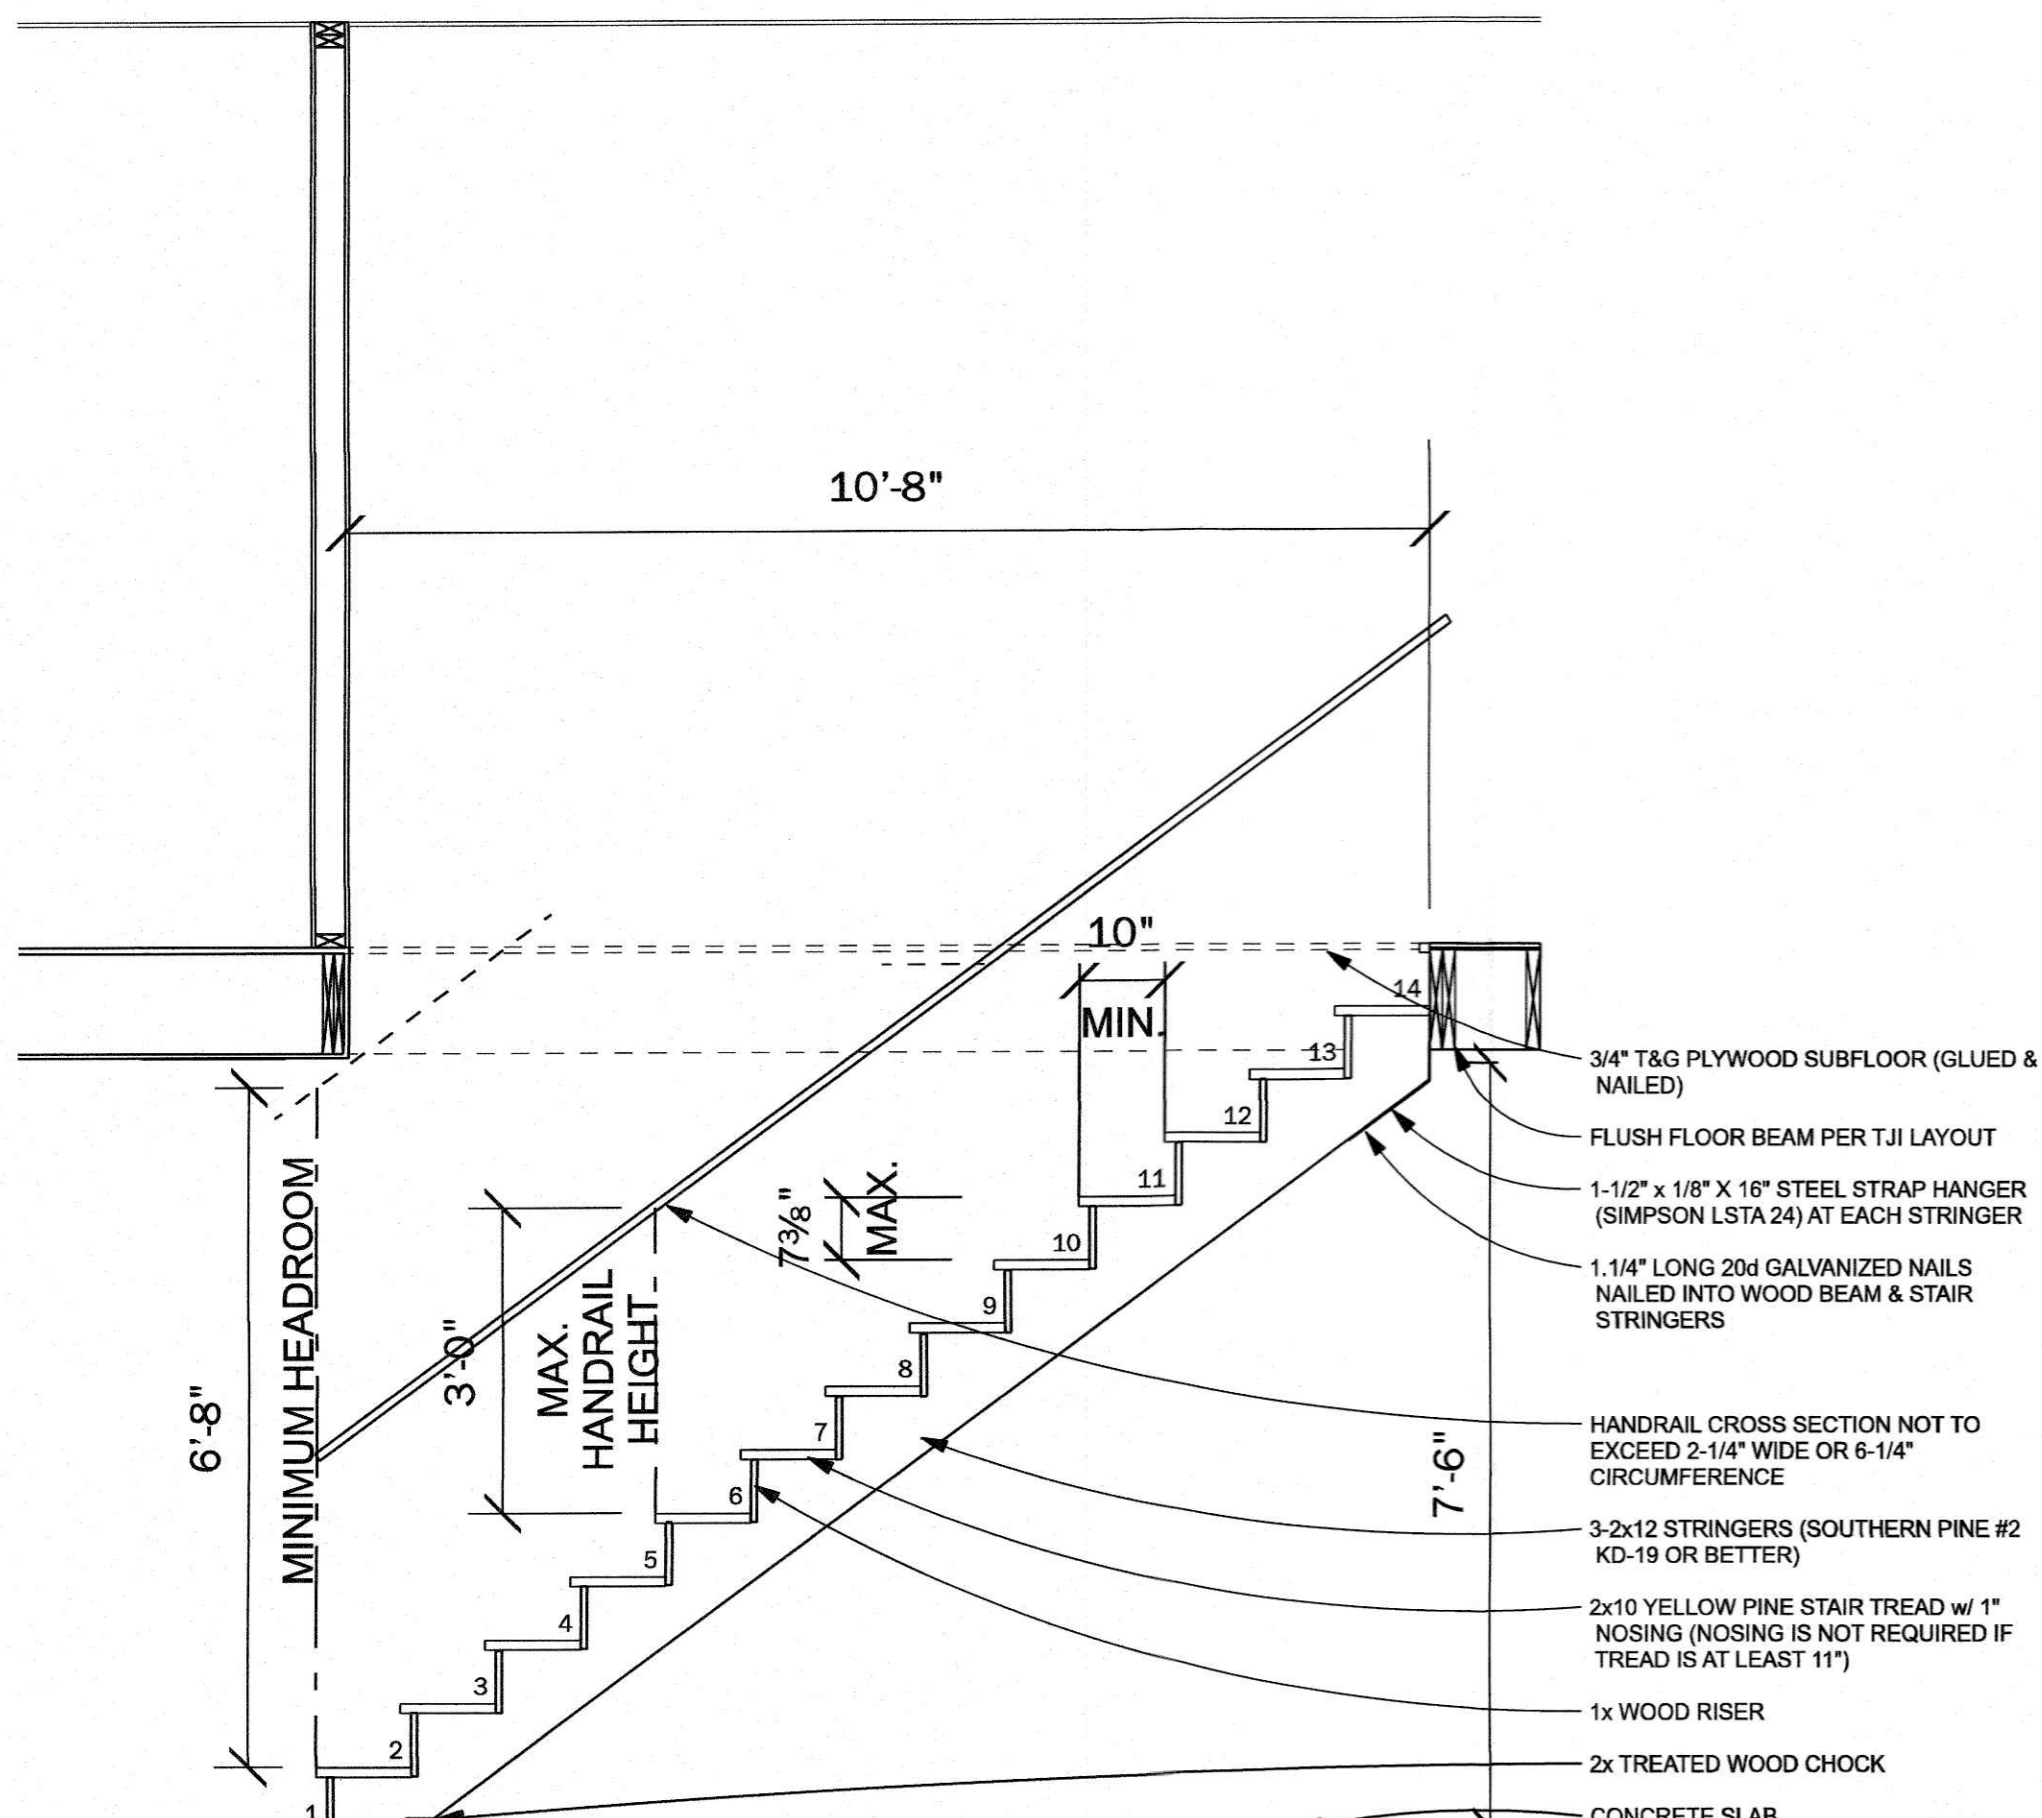 10'-8"
10"
MIN.
14
13
12
11
10
9
8
7
6
5
4
3
2
1
6'-8"
MINIMUM HEADROOM
3'-0"
MAX.
HANDRAIL
HEIGHT
7 3/8"
MAX.
7'-6"
3/4" T&G PLYWOOD SUBFLOOR (GLUED &
NAILED)
FLUSH FLOOR BEAM PER TJI LAYOUT
1-1/2" x 1/8" X 16" STEEL STRAP HANGER
(SIMPSON LSTA 24) AT EACH STRINGER
1.1/4" LONG 20d GALVANIZED NAILS
NAILED INTO WOOD BEAM & STAIR
STRINGERS
HANDRAIL CROSS SECTION NOT TO
EXCEED 2-1/4" WIDE OR 6-1/4"
CIRCUMFERENCE
3-2x12 STRINGERS (SOUTHERN PINE #2
KD-19 OR BETTER)
2x10 YELLOW PINE STAIR TREAD w/ 1"
NOSING (NOSING IS NOT REQUIRED IF
TREAD IS AT LEAST 11")
1x WOOD RISER
2x TREATED WOOD CHOCK
CONCRETE SLAB